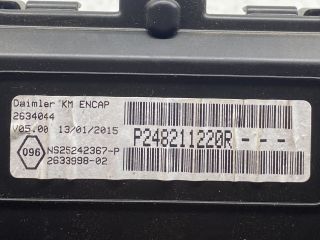 Daimler KM ENCAP
2634044
V05.00 13/01/2015
P248211220R - - -
096
NS25242367-P
2633998-02